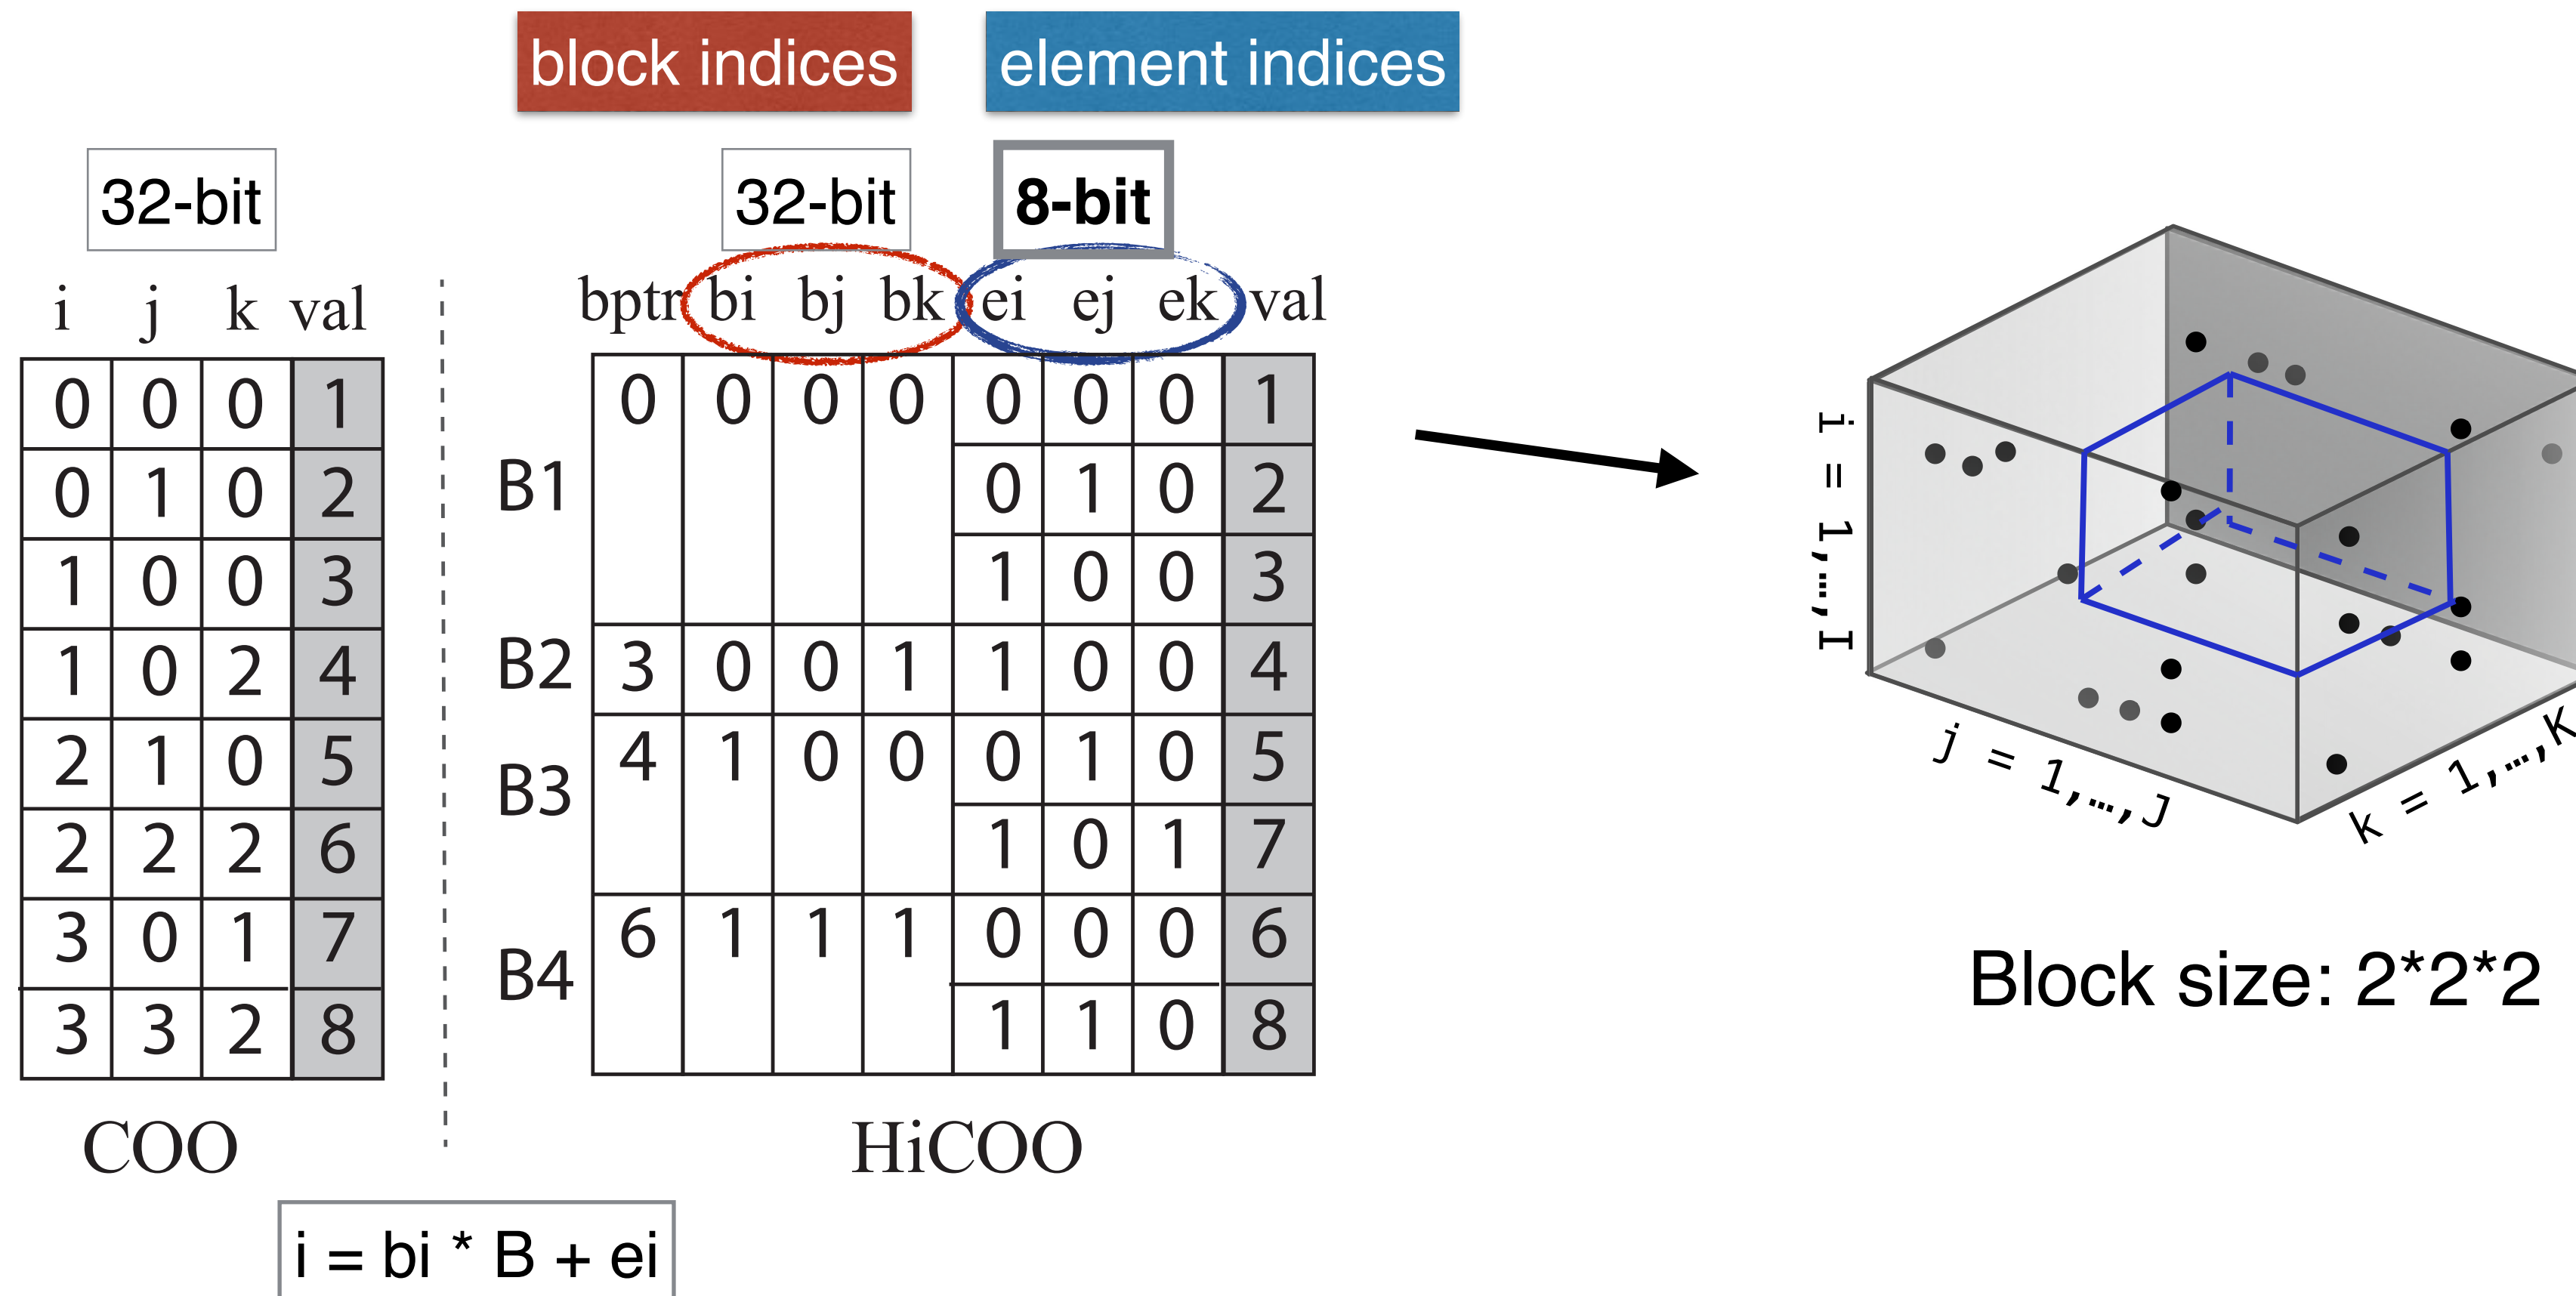 block indices element indices
32-bit 32-bit 8-bit
i j k val bptr bi bj bk ei ej ek val
0 0 0 1
0 1 0 2
1 0 0 3
1 0 2 4
2 1 0 5
2 2 2 6
3 0 1 7
3 3 2 8
COO
B1 0 0 0 0 0 0 0 1
0 1 0 2
1 0 0 3
B2 3 0 0 1 1 0 0 4
B3 4 1 0 0 0 1 0 5
1 0 1 7
B4 6 1 1 1 0 0 0 6
1 1 0 8
HiCOO
i = bi * B + ei
i = 1,…,I
j = 1,…,J
k = 1,…,K
Block size: 2*2*2